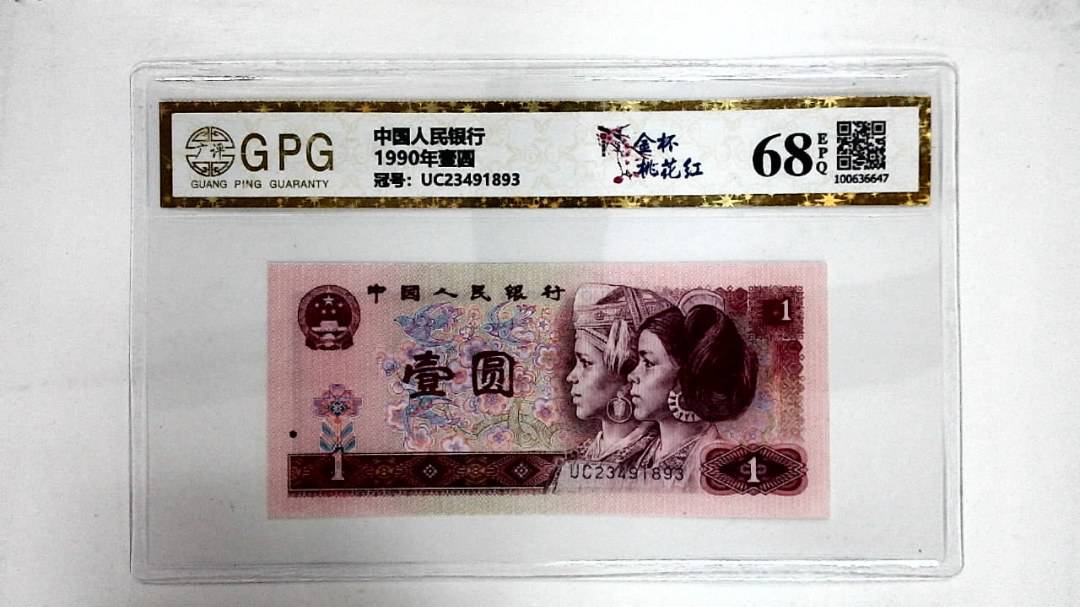 广评
GPG
GUANG PING GUARANTY
中国人民银行
1990年壹圆
冠号：UC23491893
金杯
桃花红
68
EPQ
100636647
中国人民银行
1
壹圆
1
UC23491893
1